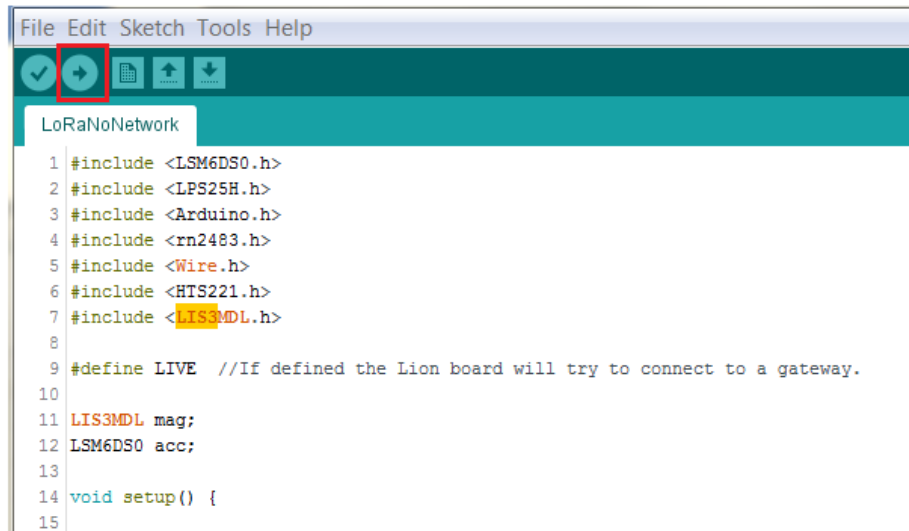 File Edit Sketch Tools Help
LoRaNoNetwork
1 #include <LSM6DS0.h>
2 #include <LPS25H.h>
3 #include <Arduino.h>
4 #include <rn2483.h>
5 #include <Wire.h>
6 #include <HTS221.h>
7 #include <LIS3MDL.h>
8
9 #define LIVE  //If defined the Lion board will try to connect to a gateway.
10
11 LIS3MDL mag;
12 LSM6DS0 acc;
13
14 void setup() {
15